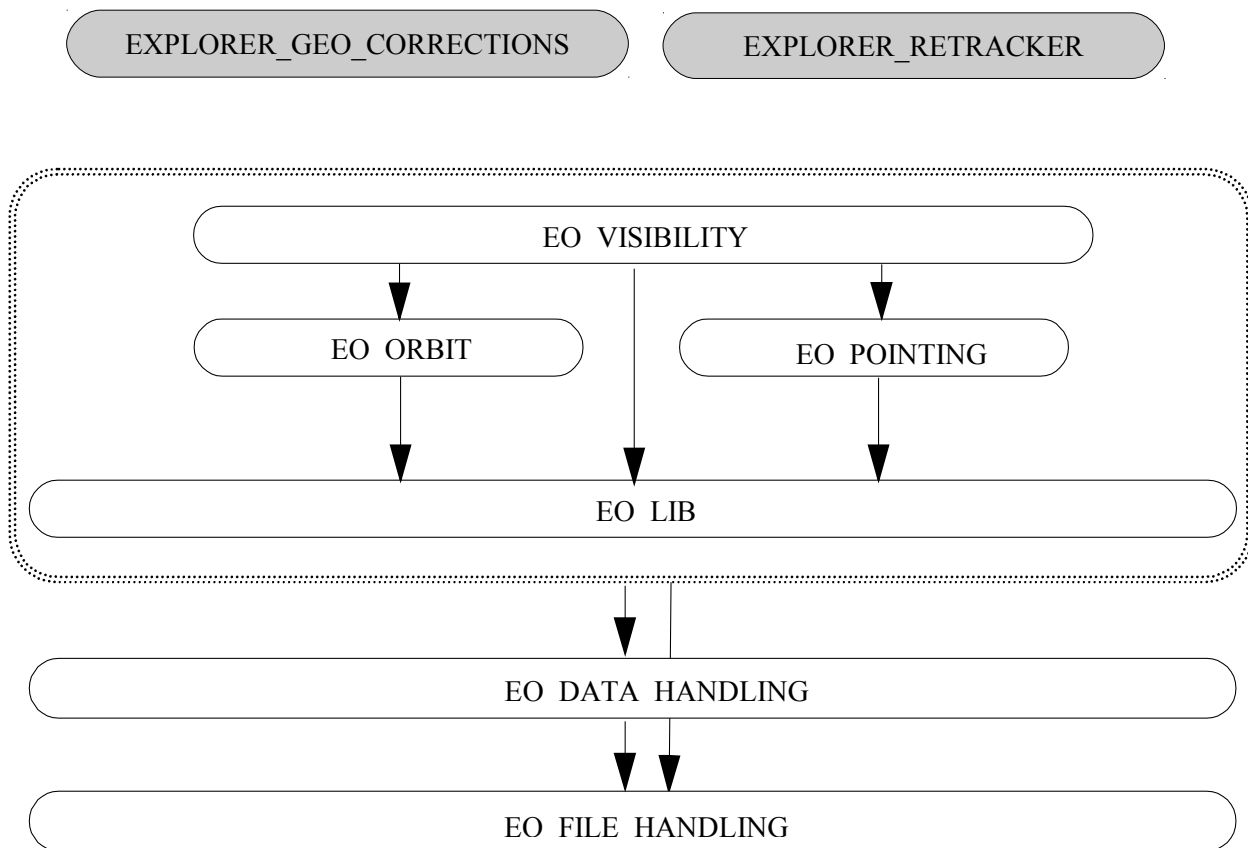 EXPLORER_GEO_CORRECTIONS
EXPLORER_RETRACKER
EO VISIBILITY
EO ORBIT
EO POINTING
EO LIB
EO DATA HANDLING
EO FILE HANDLING